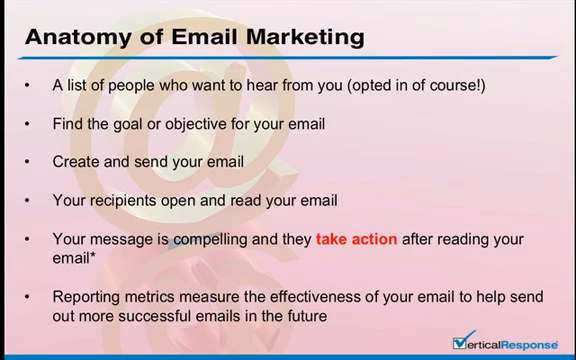 Anatomy of Email Marketing
• A list of people who want to hear from you (opted in of course!)
• Find the goal or objective for your email
• Create and send your email
• Your recipients open and read your email
• Your message is compelling and they take action after reading your
email*
• Reporting metrics measure the effectiveness of your email to help send
out more successful emails in the future
VerticalResponse